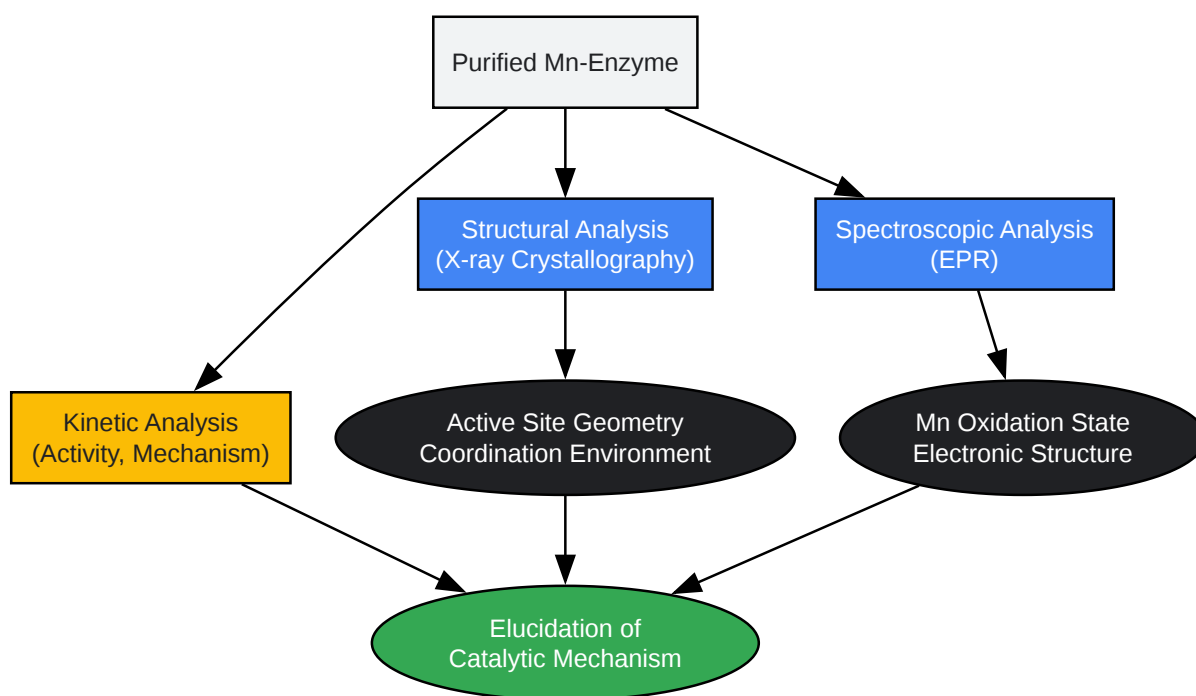 Purified Mn-Enzyme
Structural Analysis
(X-ray Crystallography)
Spectroscopic Analysis
(EPR)
Kinetic Analysis
(Activity, Mechanism)
Active Site Geometry
Coordination Environment
Mn Oxidation State
Electronic Structure
Elucidation of
Catalytic Mechanism